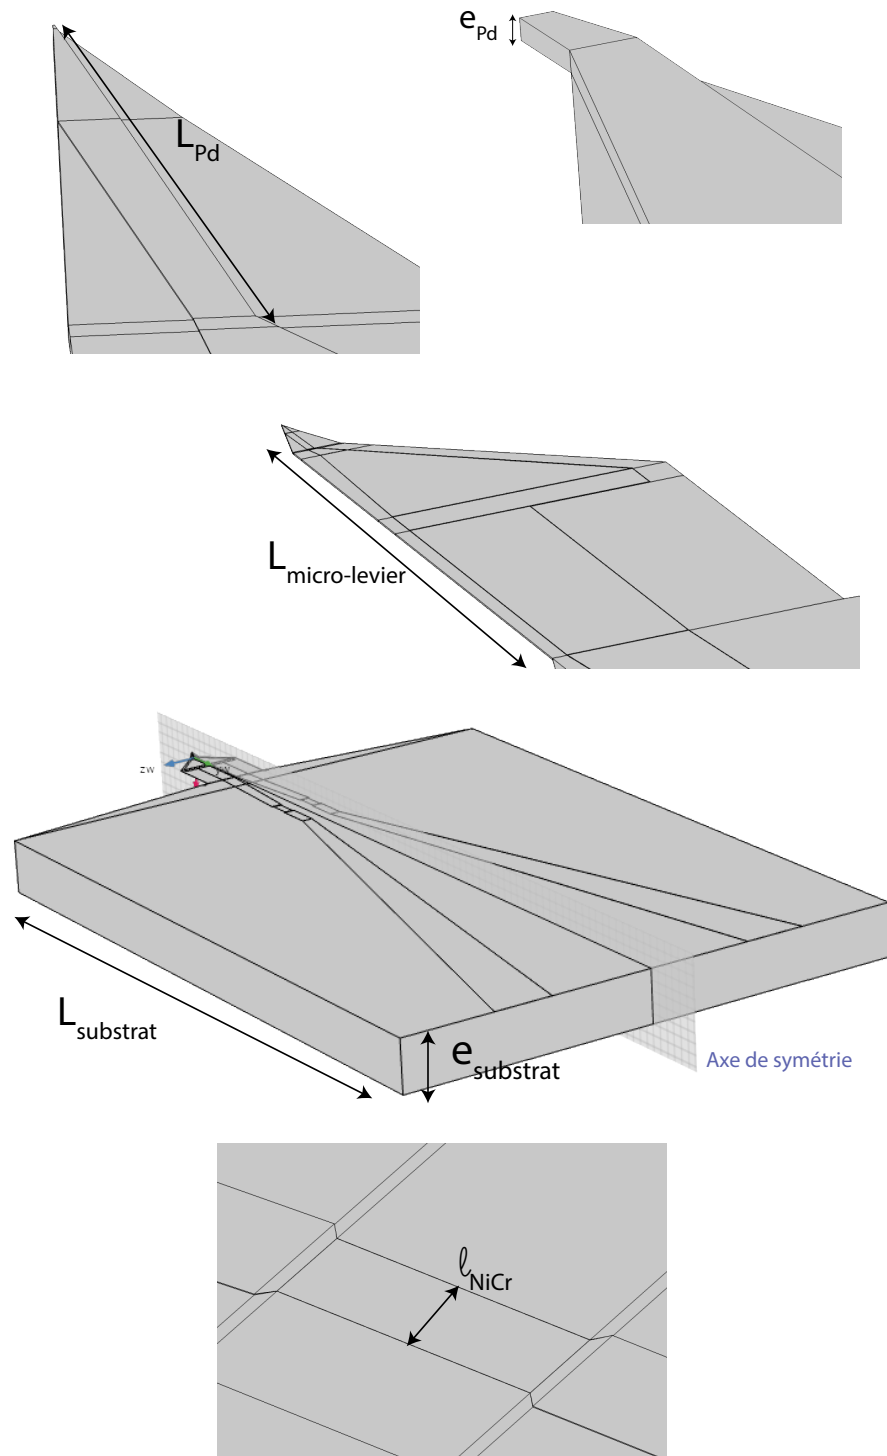 L_Pd
e_Pd
L_micro-levier
zw
L_substrat
e_substrat
Axe de symétrie
ℓ_NiCr